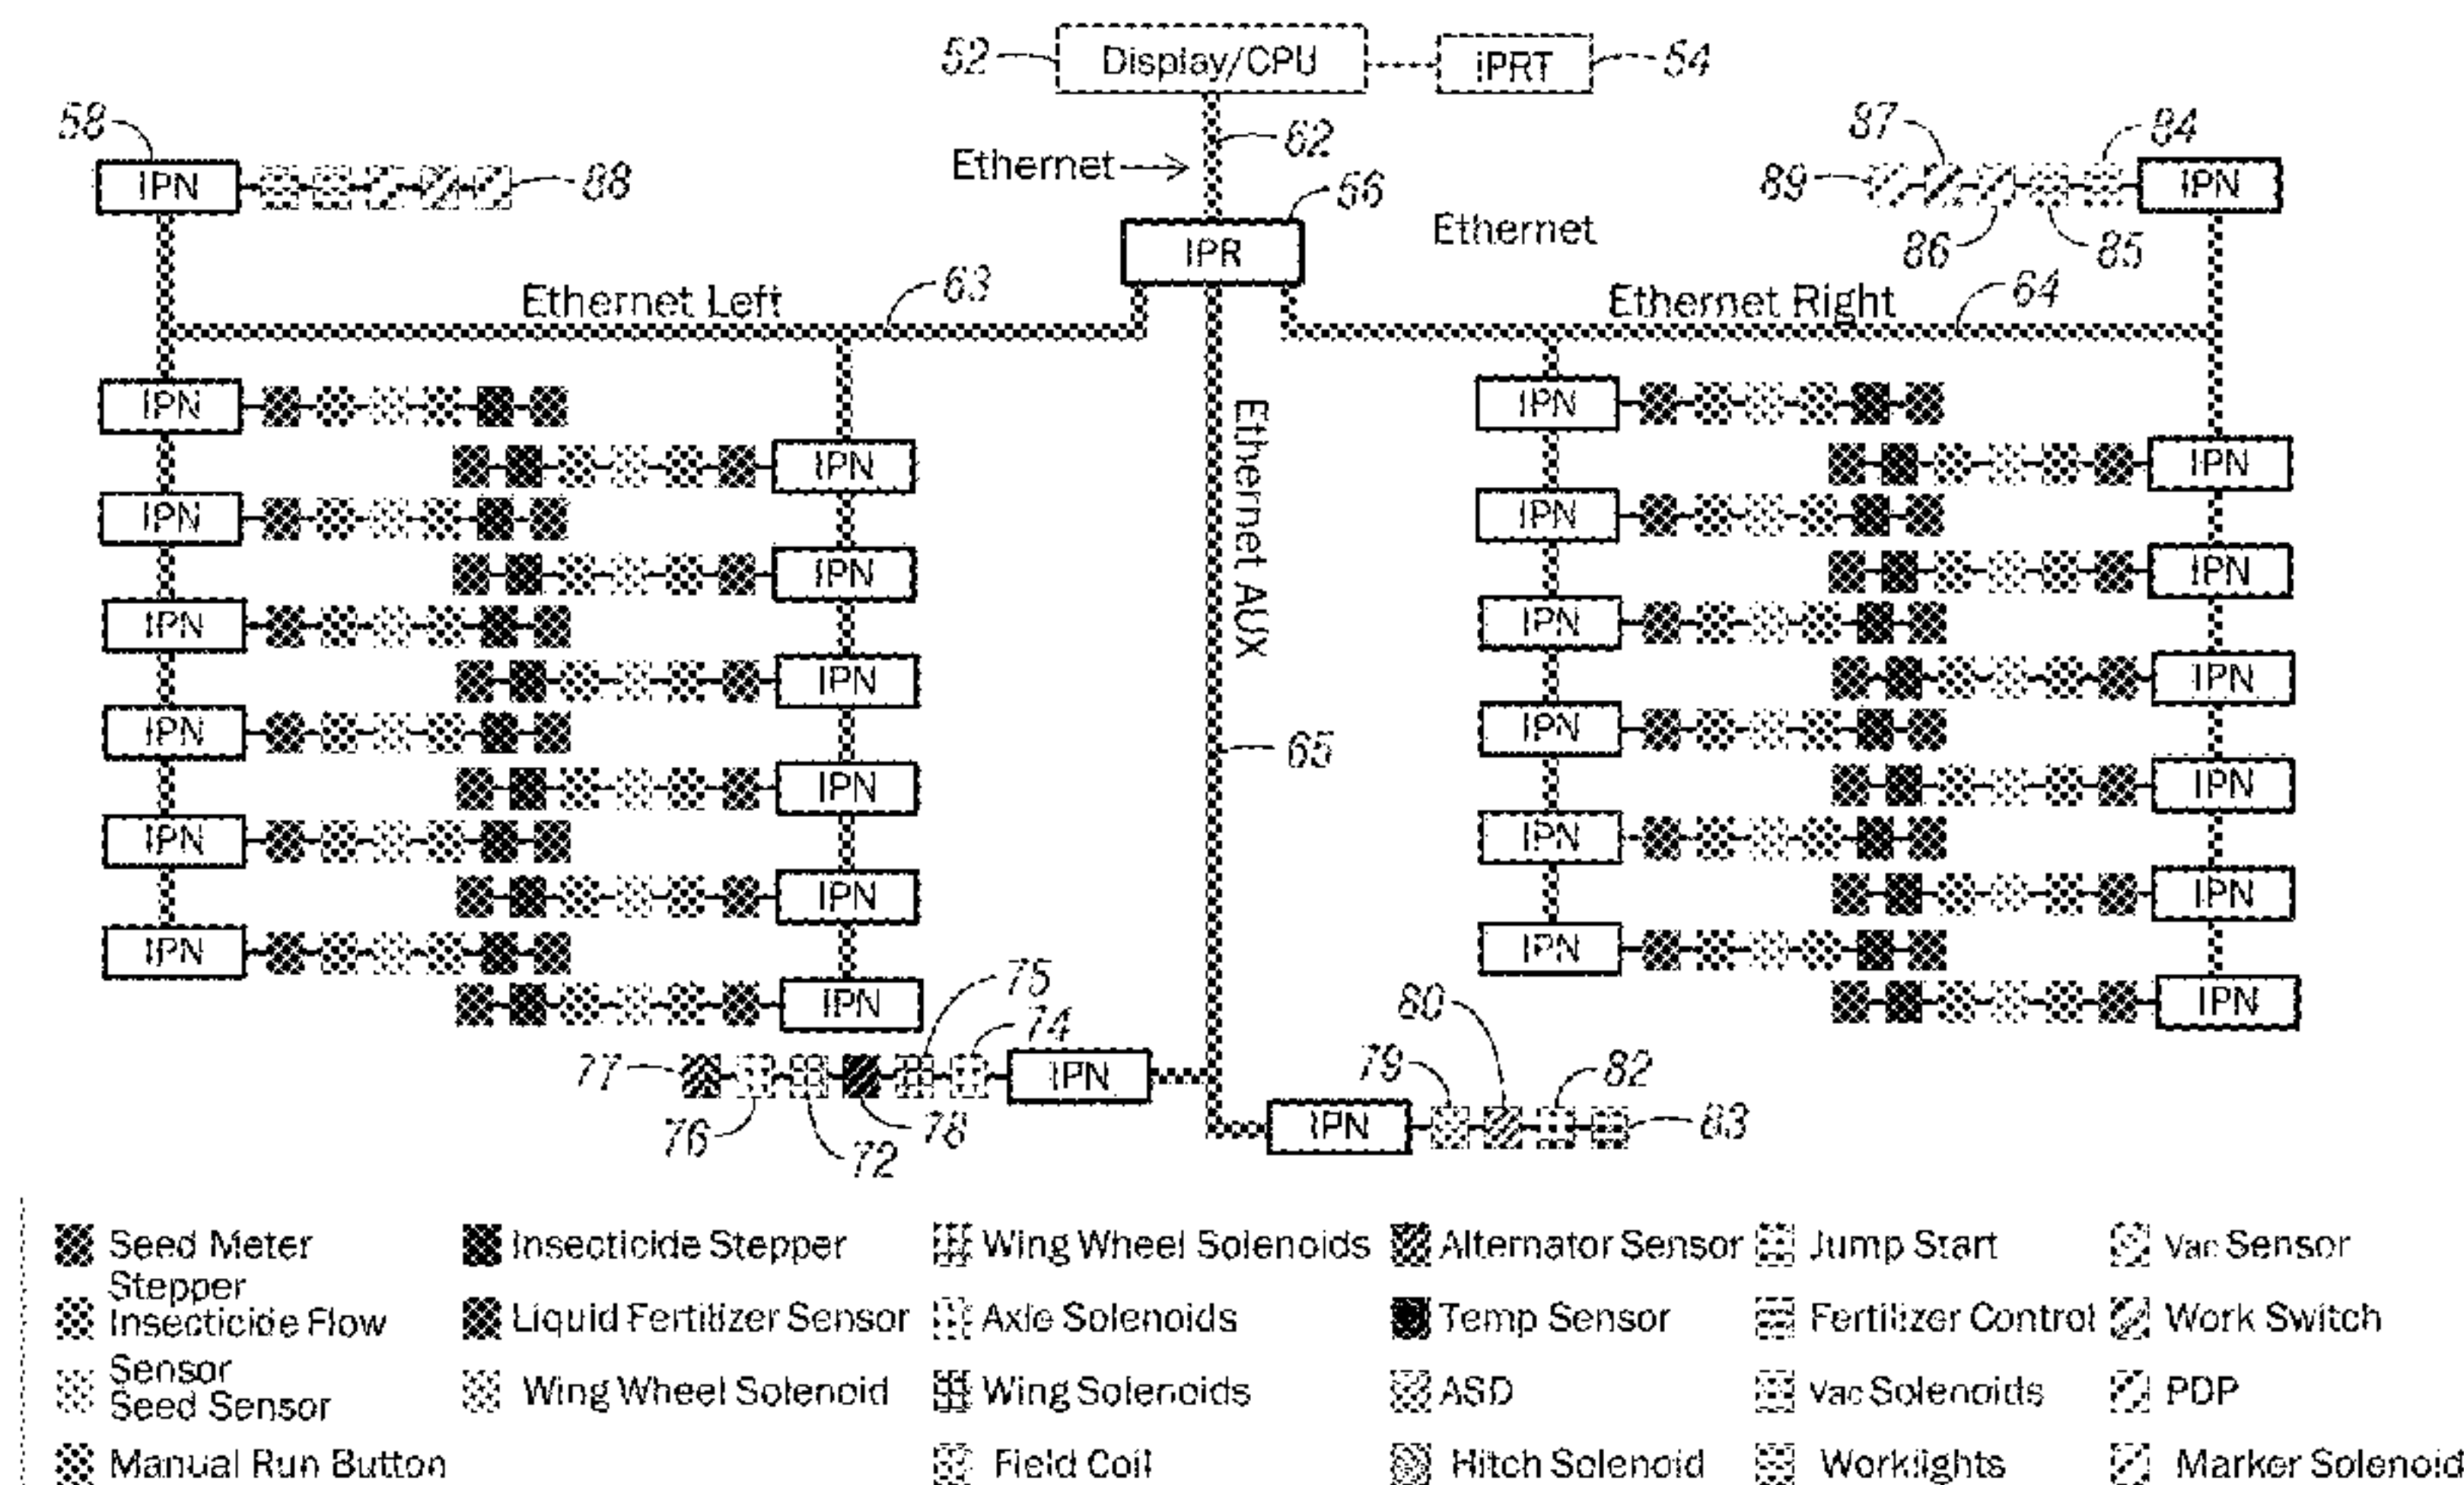 52 Display/CPU iPRT 54
58 62 87 84
IPN 88 Ethernet 56 89 IPN
IPR Ethernet 86 85
Ethernet Left 63 Ethernet Right 64
IPN IPN
IPN IPN
IPN IPN
IPN IPN
IPN IPN
IPN IPN
Ethernet AUX
IPN IPN
65
IPN IPN
IPN IPN
IPN IPN
IPN IPN
IPN IPN
75 80
IPN IPN
74
77 IPN 79 82
76 72 78 IPN 83
Seed Meter Insecticide Stepper Wing Wheel Solenoids Alternator Sensor Jump Start Vac Sensor
Stepper
Insecticide Flow Liquid Fertilizer Sensor Axle Solenoids Temp Sensor Fertilizer Control Work Switch
Sensor
Seed Sensor Wing Wheel Solenoid Wing Solenoids ASD Vac Solenoids PDP
Manual Run Button Field Coil Hitch Solenoid Worklights Marker Solenoid